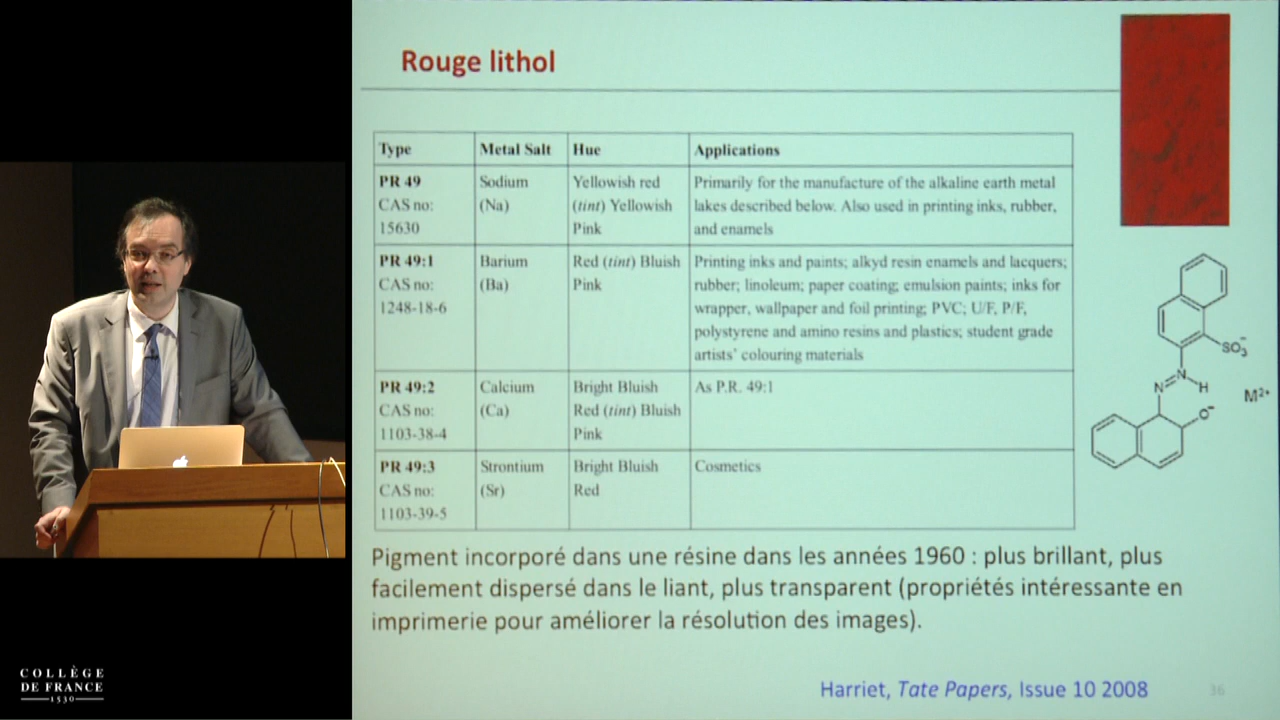 Rouge lithol
Type Metal Salt Hue Applications
PR 49 Sodium Yellowish red Primarily for the manufacture of the alkaline earth metal
CAS no: (Na) (tint) Yellowish lakes described below. Also used in printing inks, rubber,
15630 Pink and enamels
PR 49:1 Barium Red (tint) Bluish Printing inks and paints; alkyd resin enamels and lacquers;
CAS no: (Ba) Pink rubber; linoleum; paper coating; emulsion paints; inks for
1248-18-6 wrapper, wallpaper and foil printing; PVC; U/F, P/F,
polystyrene and amino resins and plastics; student grade
artists' colouring materials
PR 49:2 Calcium Bright Bluish As P.R. 49:1
CAS no: (Ca) Red (tint) Bluish
1103-38-4 Pink
PR 49:3 Strontium Bright Bluish Cosmetics
CAS no: (Sr) Red
1103-39-5
SO₃⁻
N
N H
O⁻
M²⁺
Pigment incorporé dans une résine dans les années 1960 : plus brillant, plus
facilement dispersé dans le liant, plus transparent (propriétés intéressante en
imprimerie pour améliorer la résolution des images).
Harriet, Tate Papers, Issue 10 2008
36
COLLÈGE
DE FRANCE
1530